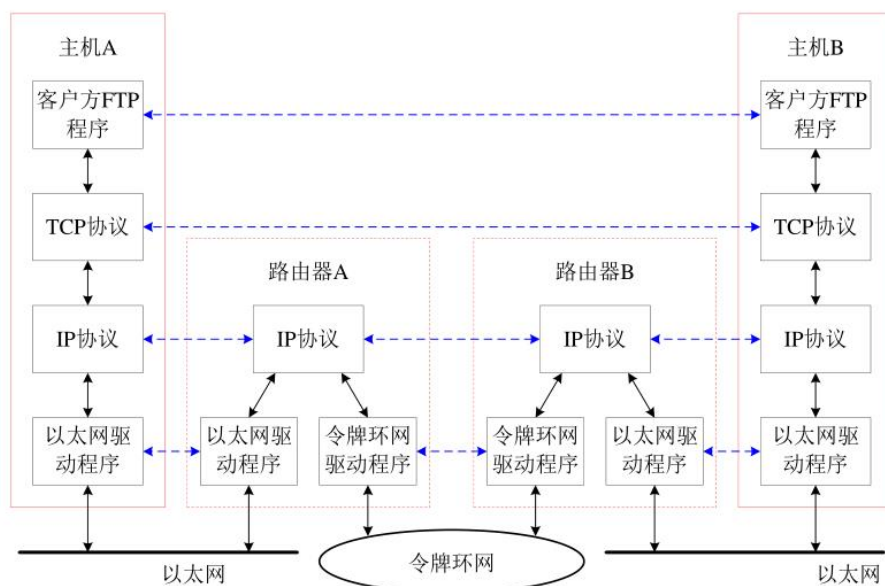 主机A
主机B
客户方FTP
程序
客户方FTP
程序
TCP协议
TCP协议
路由器A
路由器B
IP协议
IP协议
IP协议
IP协议
以太网驱
动程序
以太网驱
动程序
令牌环网
驱动程序
令牌环网
驱动程序
以太网驱
动程序
以太网驱
动程序
以太网
令牌环网
以太网